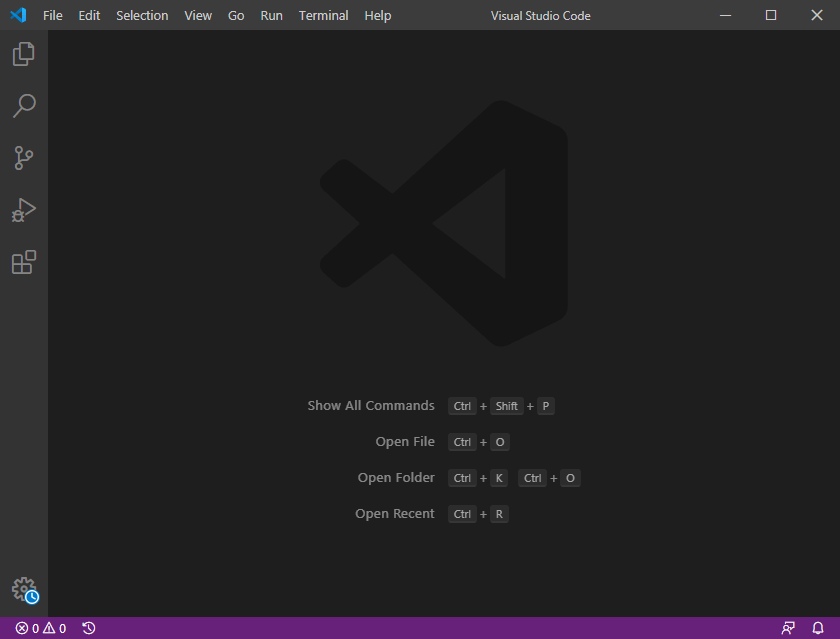 File Edit Selection View Go Run Terminal Help Visual Studio Code
Show All Commands Ctrl + Shift + P
Open File Ctrl + O
Open Folder Ctrl + K Ctrl + O
Open Recent Ctrl + R
0 0